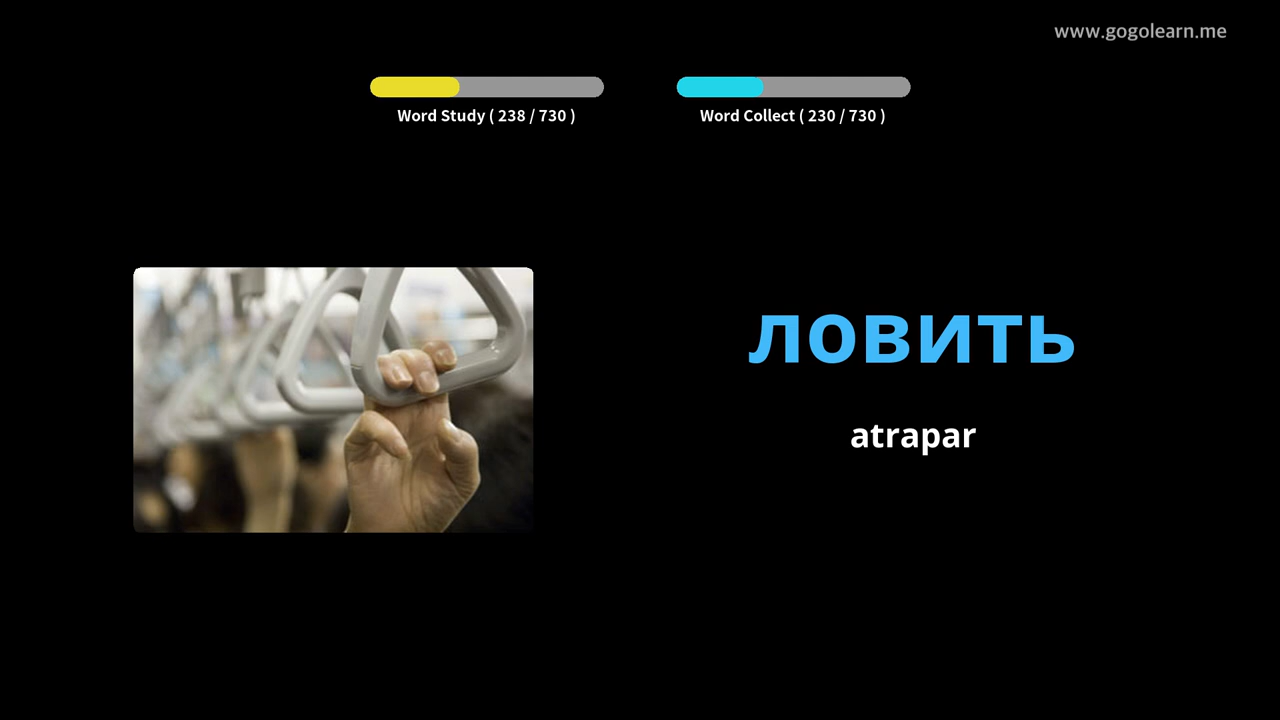 www.gogolearn.me
Word Study ( 238 / 730 )
Word Collect ( 230 / 730 )
ловить
atrapar